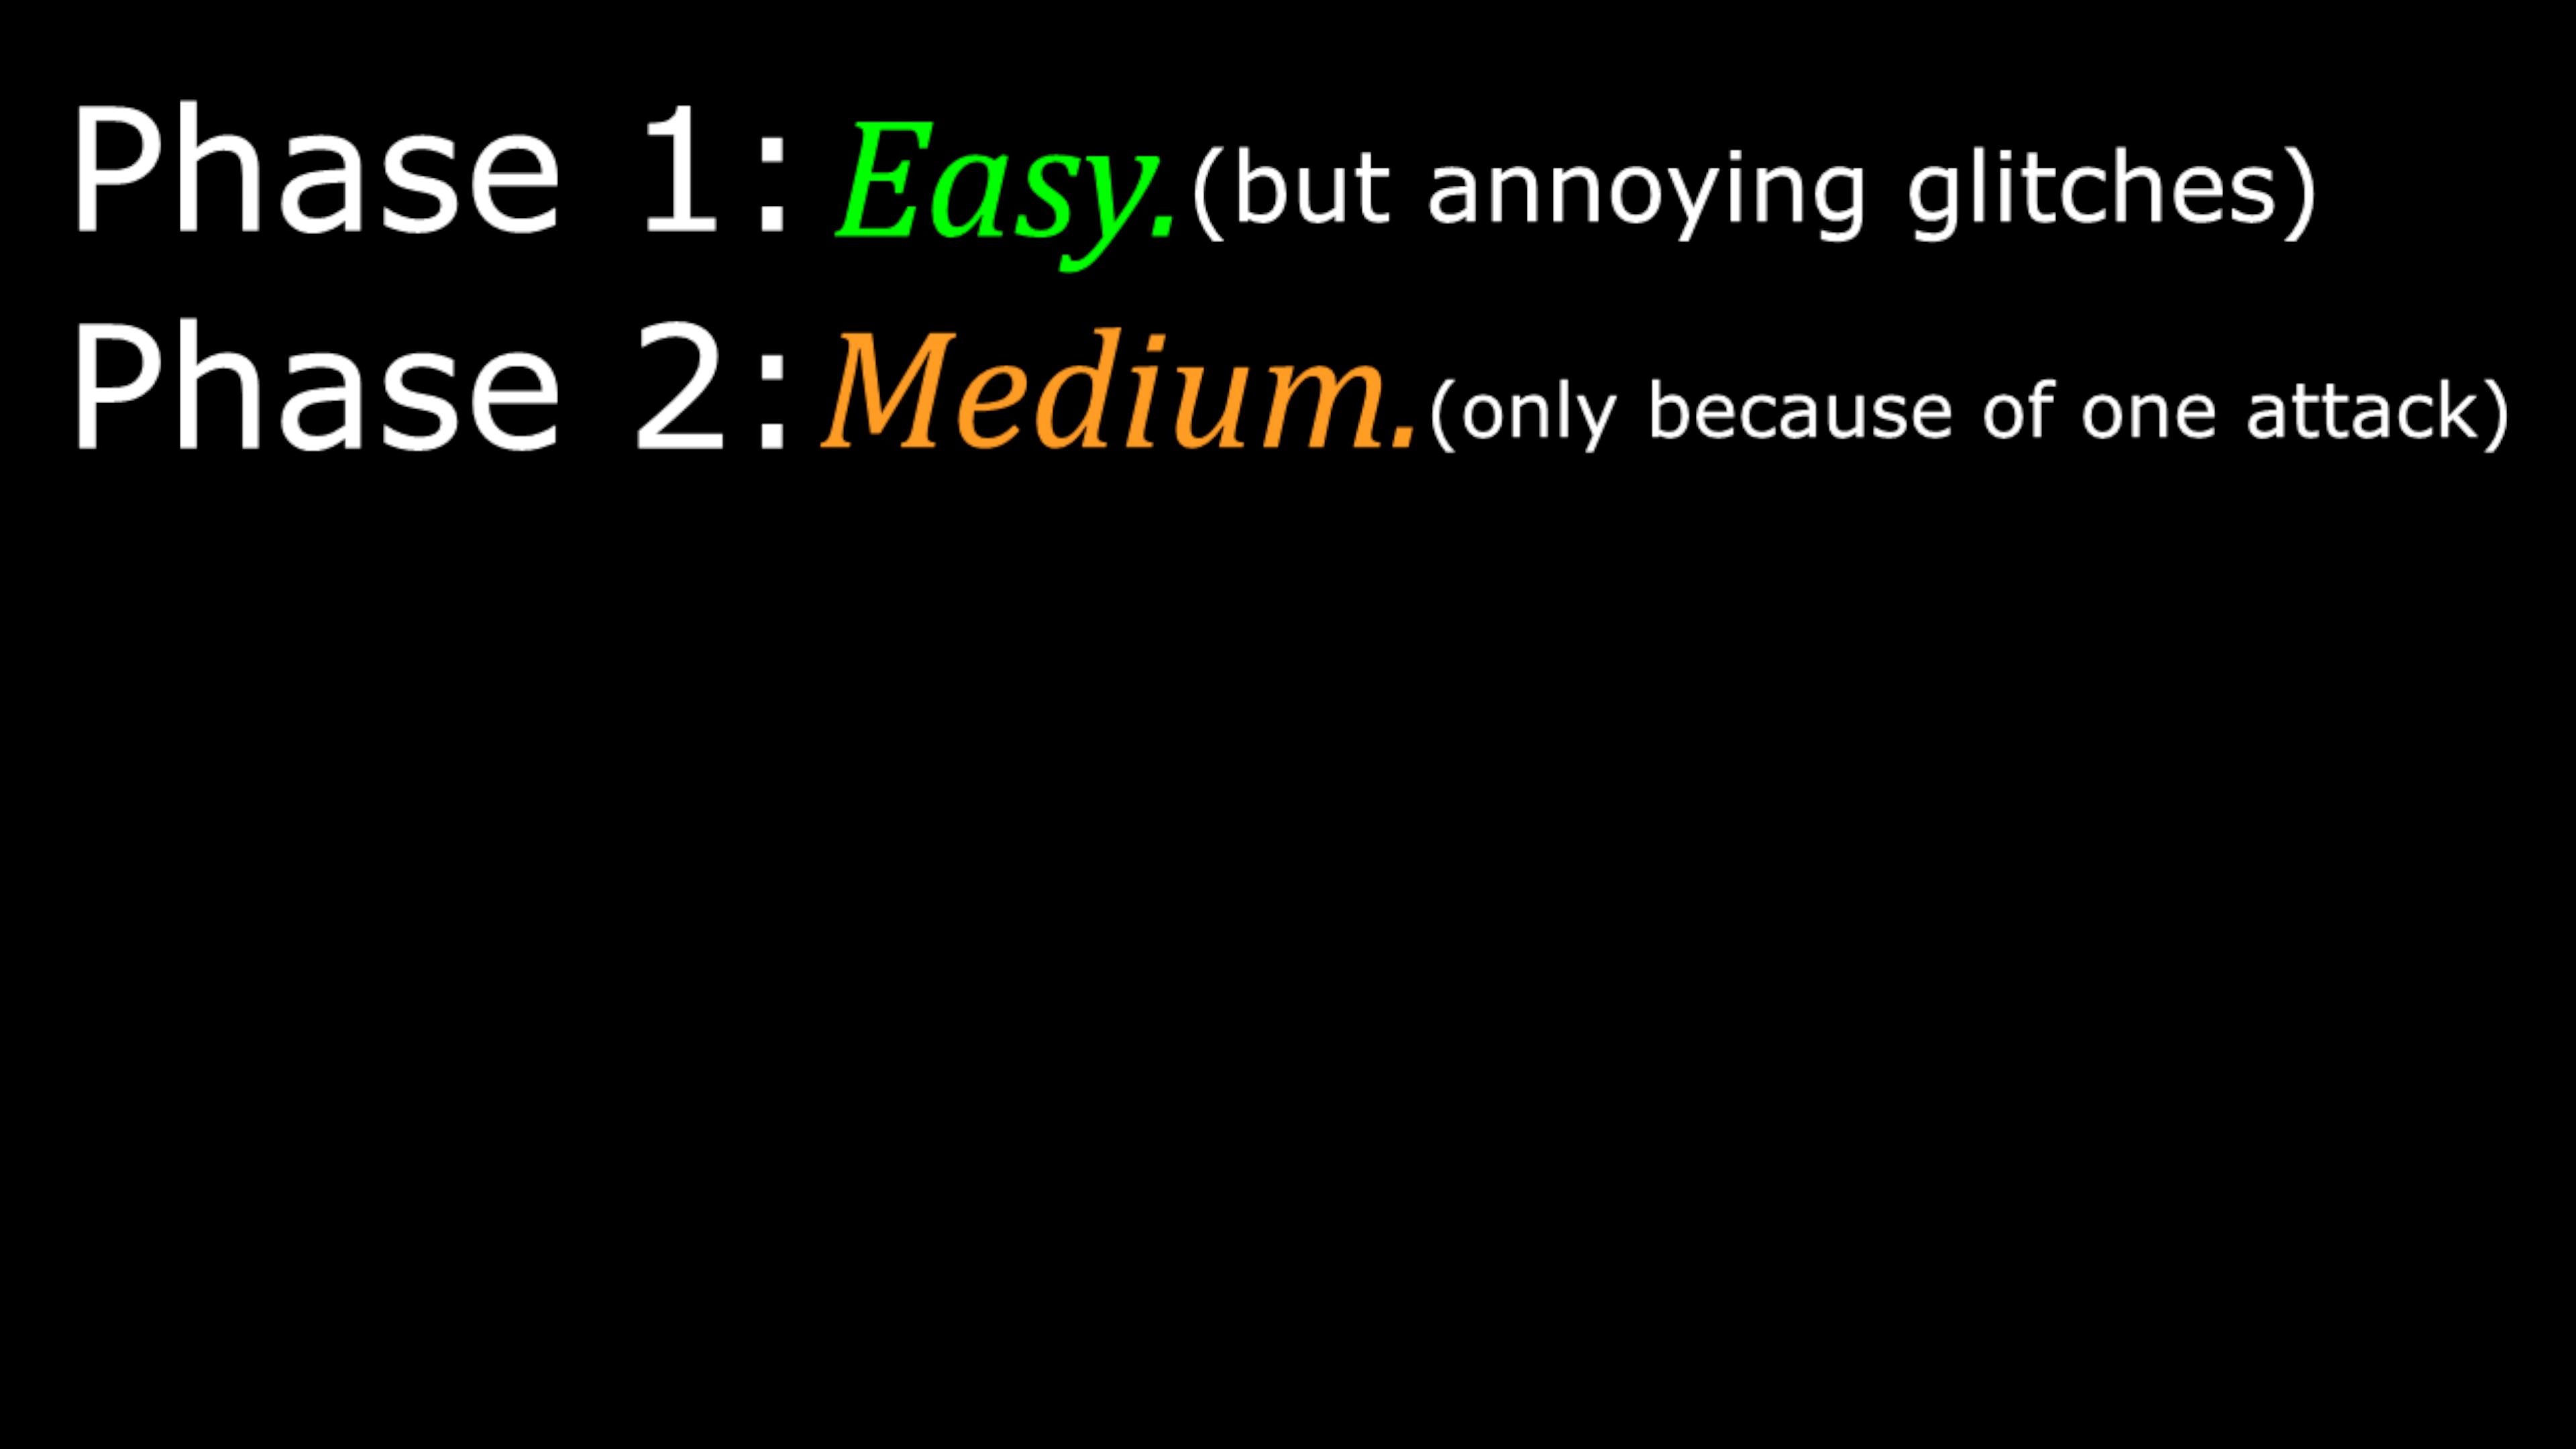 Phase 1: Easy. (but annoying glitches)
Phase 2: Medium. (only because of one attack)